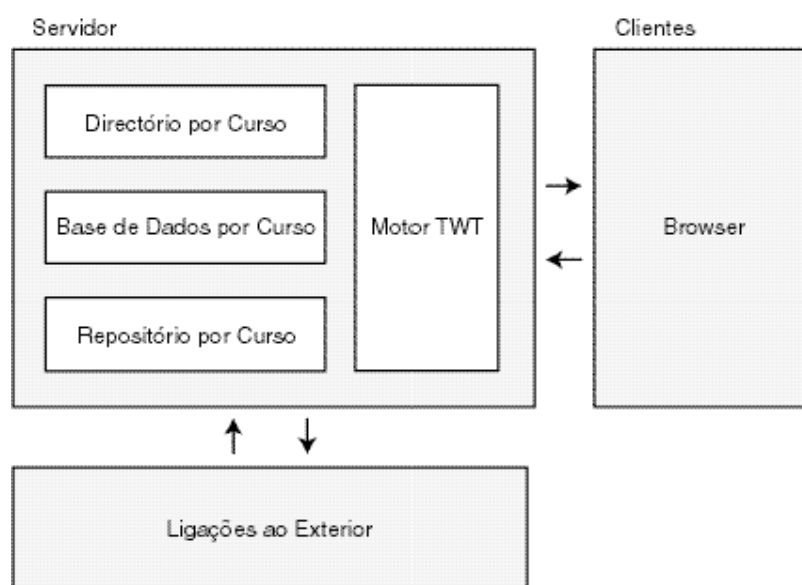 Servidor
Clientes
Directório por Curso
Base de Dados por Curso
Motor TWT
Browser
Repositório por Curso
Ligações ao Exterior